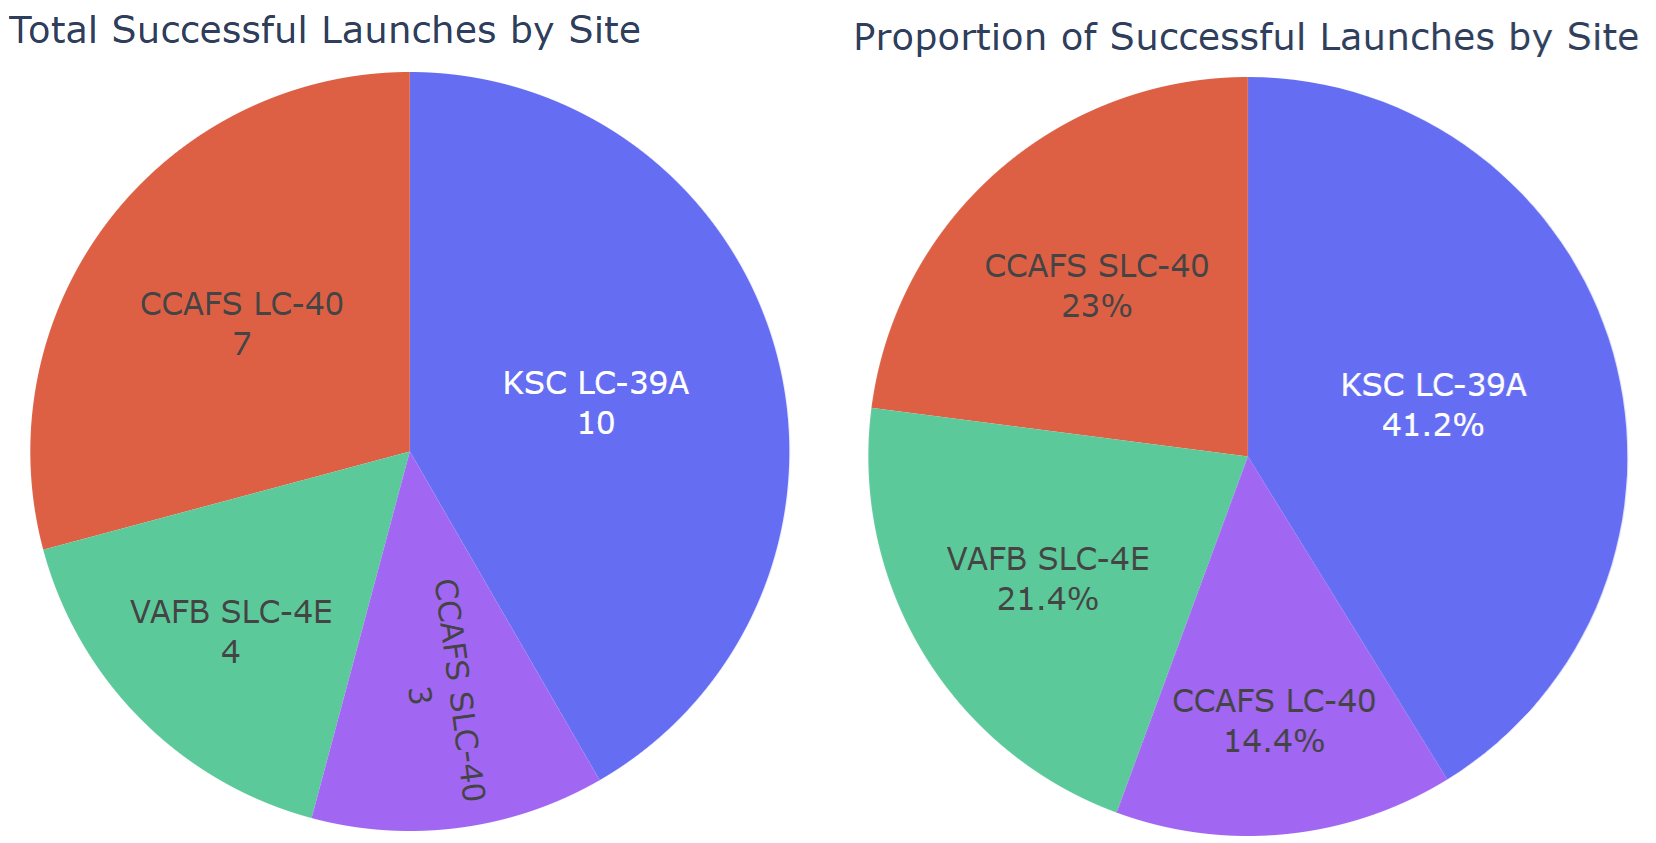 Total Successful Launches by Site
CCAFS LC-40
7
KSC LC-39A
10
VAFB SLC-4E
4
CCAFS SLC-40
3
Proportion of Successful Launches by Site
CCAFS SLC-40
23%
KSC LC-39A
41.2%
VAFB SLC-4E
21.4%
CCAFS LC-40
14.4%